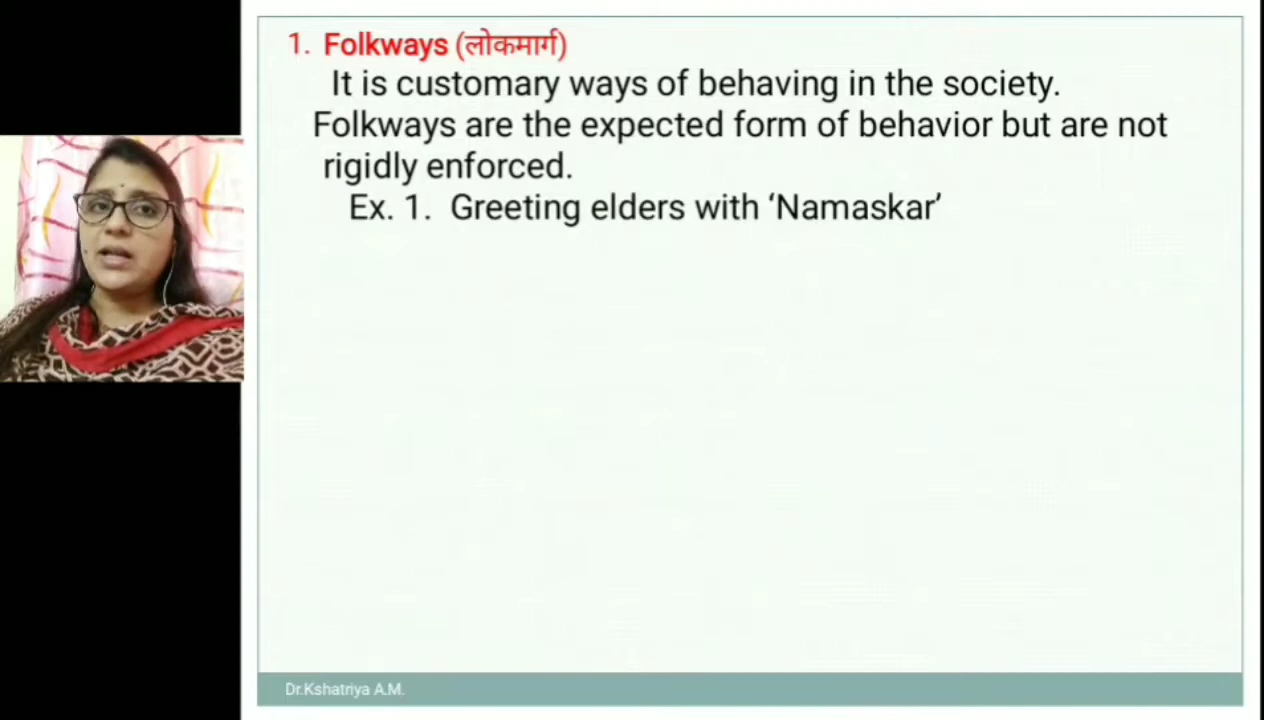 1. Folkways (लोकमार्ग)
It is customary ways of behaving in the society.
Folkways are the expected form of behavior but are not
rigidly enforced.
Ex. 1. Greeting elders with ‘Namaskar’
Dr.Kshatriya A.M.